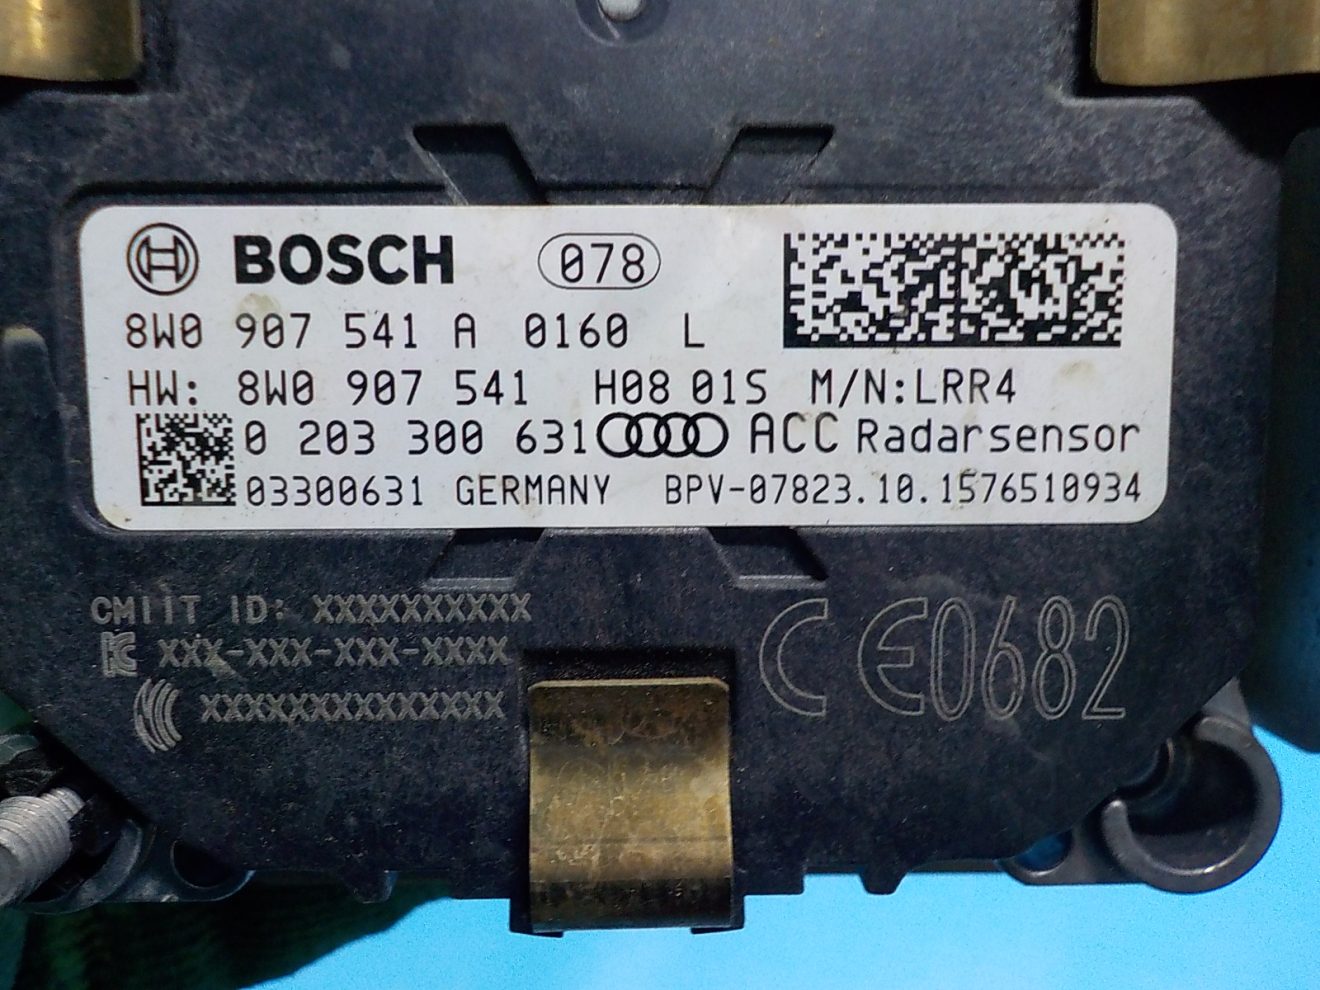 BOSCH 078
8W0 907 541 A 0160 L
HW: 8W0 907 541 H08 01S M/N:LRR4
0 203 300 631 ACC Radarsensor
03300631 GERMANY BPV-07823.10.1576510934
CMIIT ID: XXXXXXXXXX
KC XXX-XXX-XXX-XXXX
XXXXXXXXXXXXXX
CE0682